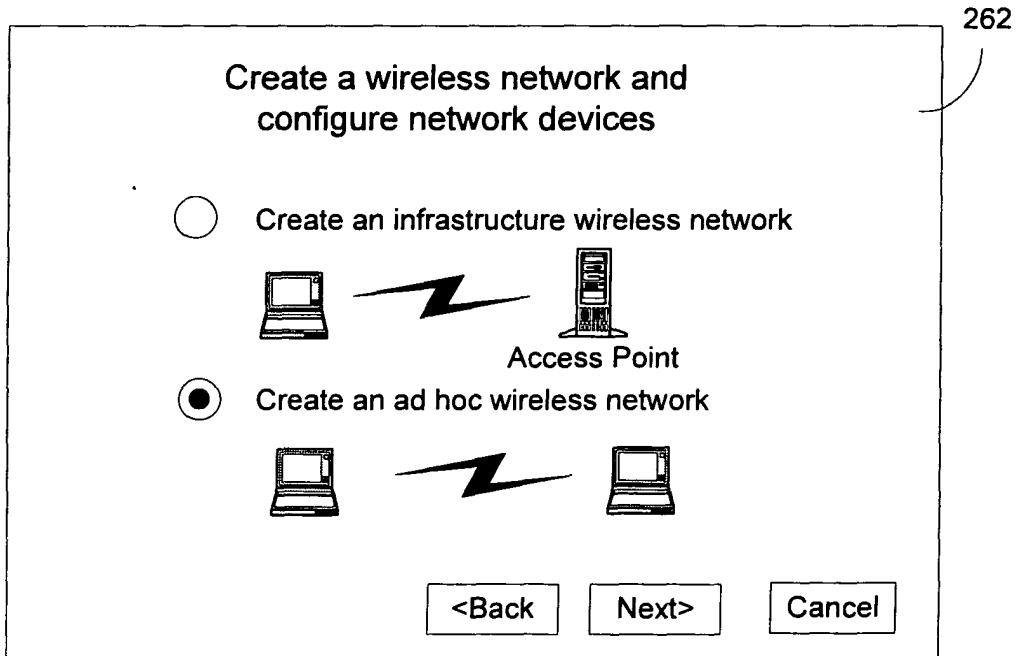 262
Create a wireless network and
configure network devices
Create an infrastructure wireless network
Access Point
Create an ad hoc wireless network
<Back Next> Cancel